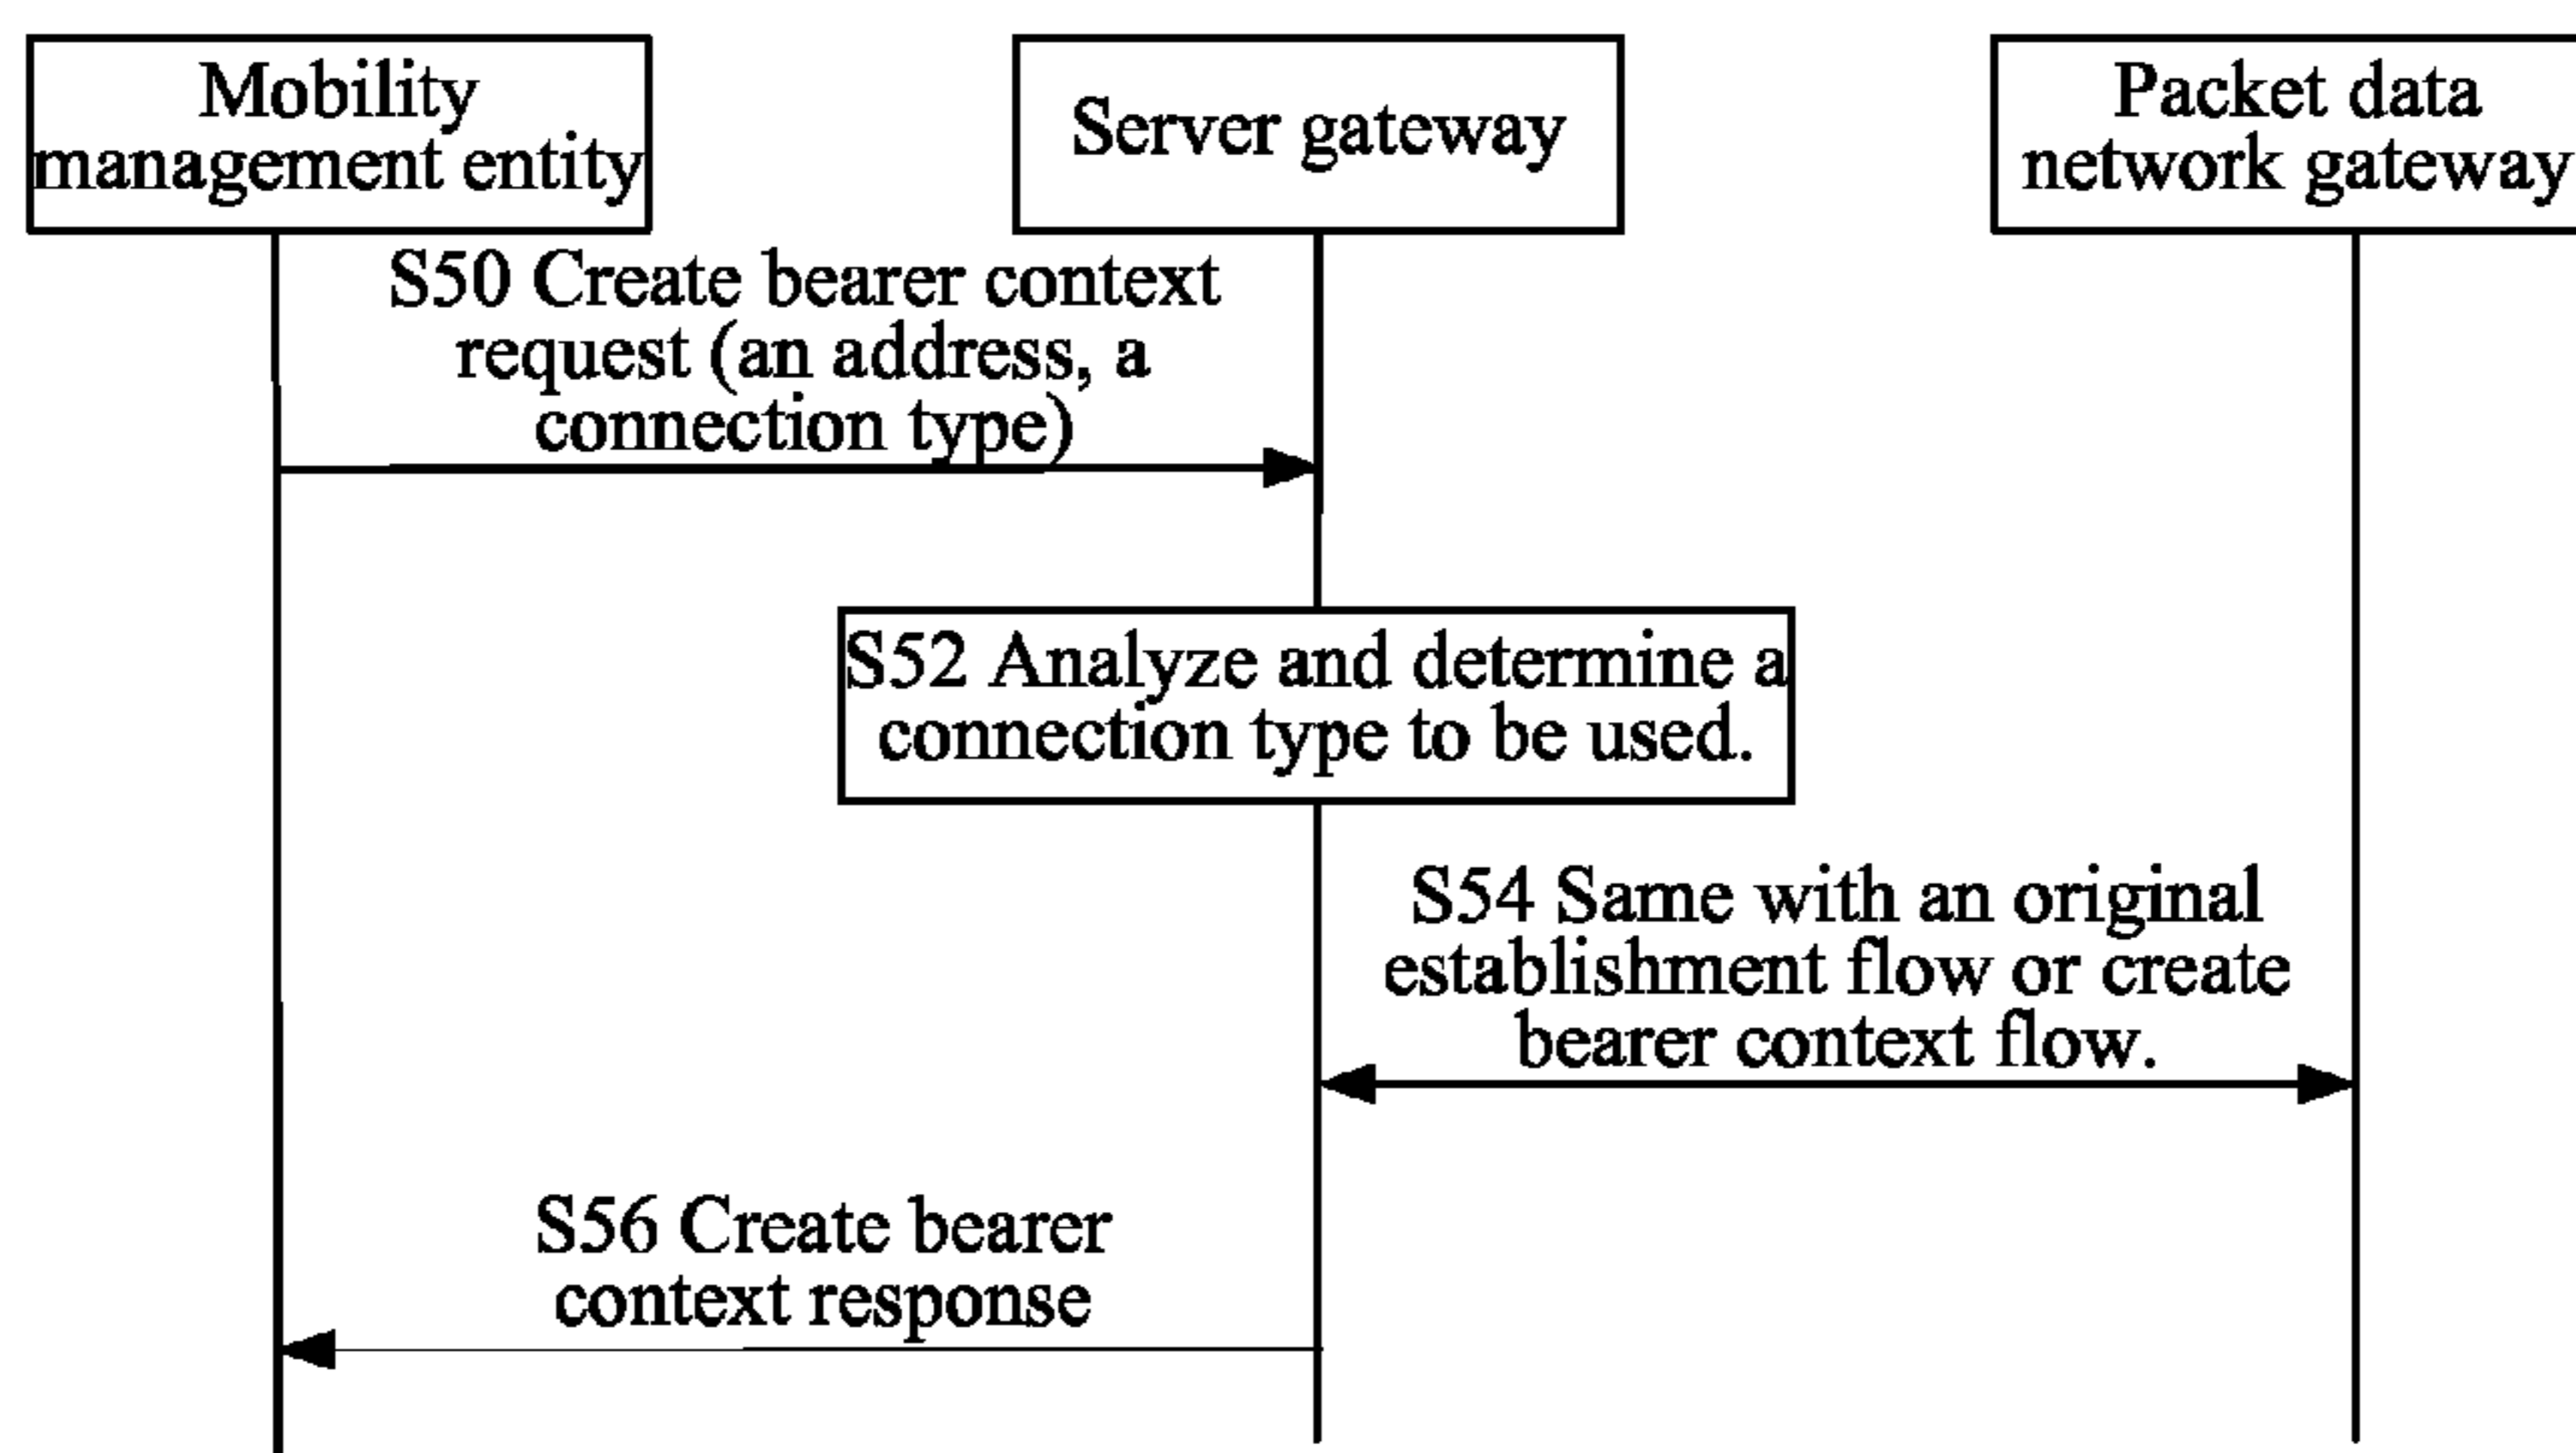 Mobility
management entity
Server gateway
Packet data
network gateway
S50 Create bearer context
request (an address, a
connection type)
S52 Analyze and determine a
connection type to be used.
S54 Same with an original
establishment flow or create
bearer context flow.
S56 Create bearer
context response